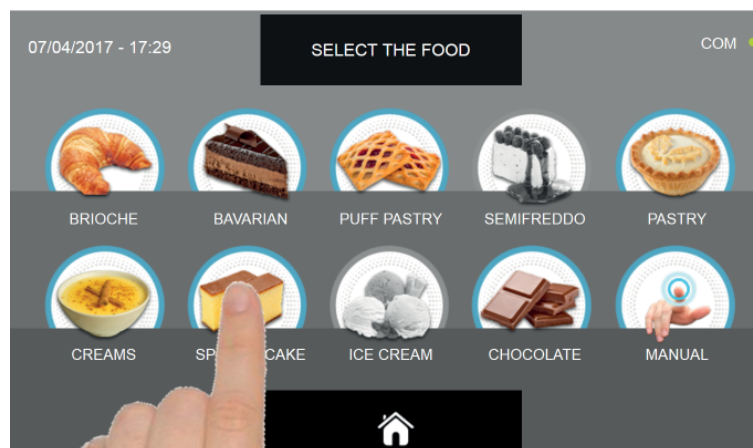 07/04/2017 - 17:29
SELECT THE FOOD
COM
BRIOCHE
BAVARIAN
PUFF PASTRY
SEMIFREDDO
PASTRY
CREAMS
CAKE
ICE CREAM
CHOCOLATE
MANUAL